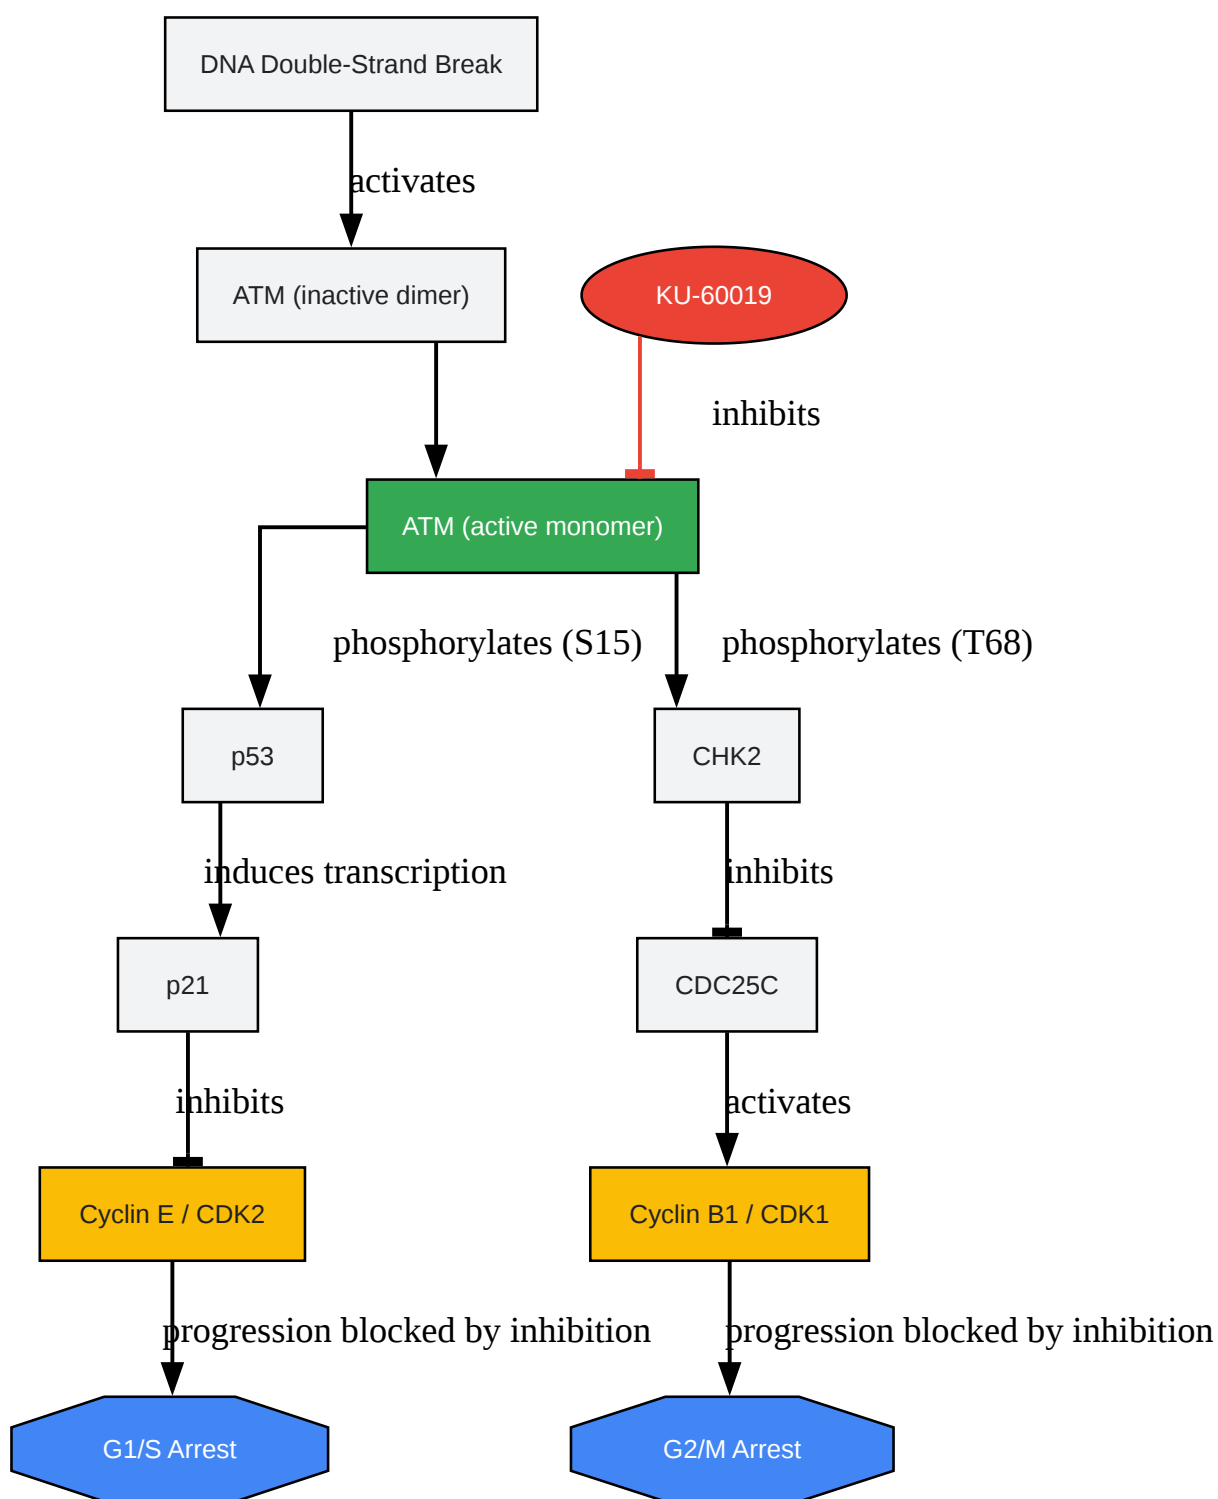 DNA Double-Strand Break
activates
ATM (inactive dimer)
KU-60019
inhibits
ATM (active monomer)
phosphorylates (S15)
phosphorylates (T68)
p53
CHK2
induces transcription
inhibits
p21
CDC25C
inhibits
activates
Cyclin E / CDK2
Cyclin B1 / CDK1
progression blocked by inhibition
progression blocked by inhibition
G1/S Arrest
G2/M Arrest